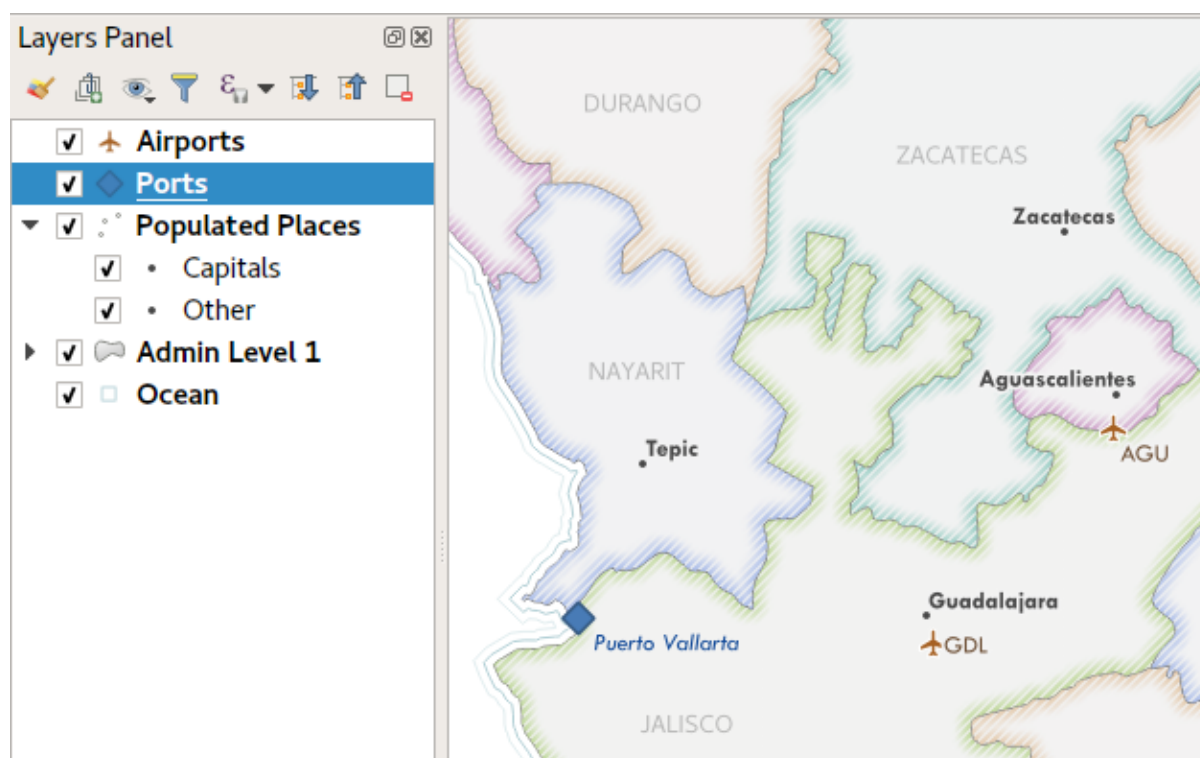 Layers Panel
Airports
Ports
Populated Places
Capitals
Other
Admin Level 1
Ocean
DURANGO
ZACATECAS
Zacatecas
NAYARIT
Aguascalientes
Tepic
AGU
Guadalajara
Puerto Vallarta
GDL
JALISCO